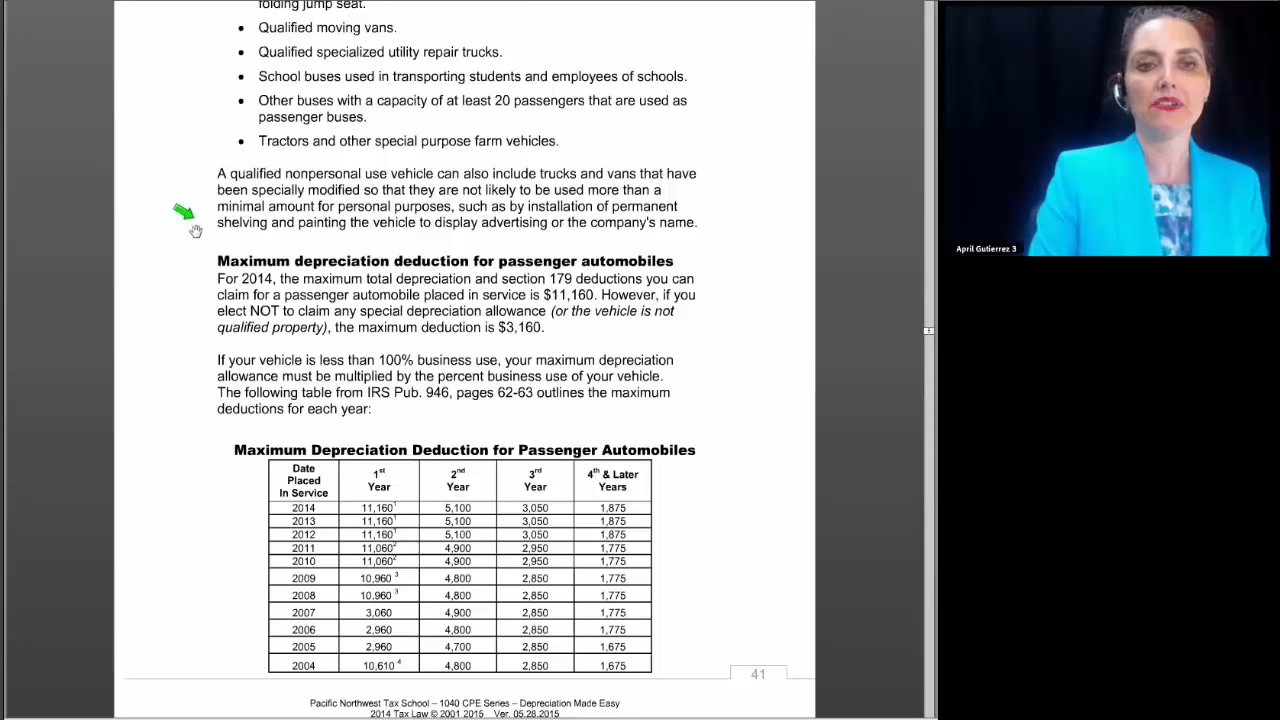 folding jump seat.
• Qualified moving vans.
• Qualified specialized utility repair trucks.
• School buses used in transporting students and employees of schools.
• Other buses with a capacity of at least 20 passengers that are used as
passenger buses.
• Tractors and other special purpose farm vehicles.
A qualified nonpersonal use vehicle can also include trucks and vans that have
been specially modified so that they are not likely to be used more than a
minimal amount for personal purposes, such as by installation of permanent
shelving and painting the vehicle to display advertising or the company's name.
Maximum depreciation deduction for passenger automobiles
For 2014, the maximum total depreciation and section 179 deductions you can
claim for a passenger automobile placed in service is $11,160. However, if you
elect NOT to claim any special depreciation allowance (or the vehicle is not
qualified property), the maximum deduction is $3,160.
If your vehicle is less than 100% business use, your maximum depreciation
allowance must be multiplied by the percent business use of your vehicle.
The following table from IRS Pub. 946, pages 62-63 outlines the maximum
deductions for each year:
Maximum Depreciation Deduction for Passenger Automobiles
Date Placed In Service 1st Year 2nd Year 3rd Year 4th & Later Years
2014 11,160¹ 5,100 3,050 1,875
2013 11,160¹ 5,100 3,050 1,875
2012 11,160¹ 5,100 3,050 1,875
2011 11,060² 4,900 2,950 1,775
2010 11,060² 4,900 2,950 1,775
2009 10,960 ³ 4,800 2,850 1,775
2008 10,960 ³ 4,800 2,850 1,775
2007 3,060 4,900 2,850 1,775
2006 2,960 4,800 2,850 1,775
2005 2,960 4,700 2,850 1,675
2004 10,610 ⁴ 4,800 2,850 1,675
41
Pacific Northwest Tax School – 1040 CPE Series – Depreciation Made Easy
2014 Tax Law © 2001 2015 Ver. 05.28.2015
April Gutierrez 3